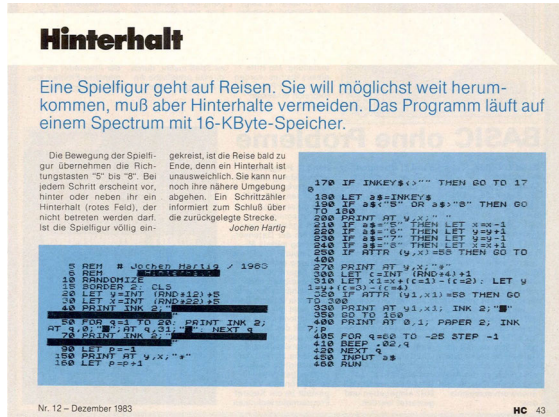 Hinterhalt
Eine Spielfigur geht auf Reisen. Sie will möglichst weit herum-
kommen, muß aber Hinterhalte vermeiden. Das Programm läuft auf
einem Spectrum mit 16-KByte-Speicher.
Die Bewegung der Spielfi-
gur übernehmen die Rich-
tungstasten "5" bis "8". Bei
jedem Schritt erscheint vor,
hinter oder neben ihr ein
Hinterhalt (rotes Feld), der
nicht betreten werden darf.
Ist die Spielfigur völlig ein-
gekreist, ist die Reise bald zu
Ende, denn ein Hinterhalt ist
unausweichlich. Sie kann nur
noch ihre nähere Umgebung
abgehen. Ein Schrittzähler
informiert zum Schluß über
die zurückgelegte Strecke.
Jochen Hartig
5 REM # Jochen Hartig / 1983
6 REM
10 RANDOMIZE
15 BORDER 2: CLS
20 LET y=INT (RND*12)+5
30 LET x=INT (RND*22)+5
40 PRINT INK 2;"
"
50 FOR q=1 TO 20: PRINT INK 2;
AT q,0;"■";AT q,31;"■": NEXT q
70 PRINT INK 2;"
"
90 LET p=-1
150 PRINT AT y,x;"*"
160 LET p=p+1
170 IF INKEY$<>"" THEN GO TO 17
0
180 LET a$=INKEY$
190 IF a$<"5" OR a$>"8" THEN GO
TO 180
200 PRINT AT y,x;" "
210 IF a$="5" THEN LET x=x-1
220 IF a$="6" THEN LET y=y+1
230 IF a$="7" THEN LET y=y-1
240 IF a$="8" THEN LET x=x+1
250 IF ATTR (y,x)=58 THEN GO TO
400
270 PRINT AT y,x;"*"
300 LET c=INT (RND*4)+1
310 LET x1=x+(c=1)-(c=2): LET y
1=y+(c=3)-(c=4)
320 IF ATTR (y1,x1)=58 THEN GO
TO 300
330 PRINT AT y1,x1; INK 2;"■"
350 GO TO 160
400 PRINT AT 0,1; PAPER 2; INK
7;p
405 FOR q=60 TO -25 STEP -1
410 BEEP .02,q
420 NEXT q
450 INPUT a$
460 RUN
Nr. 12 – Dezember 1983
HC 43